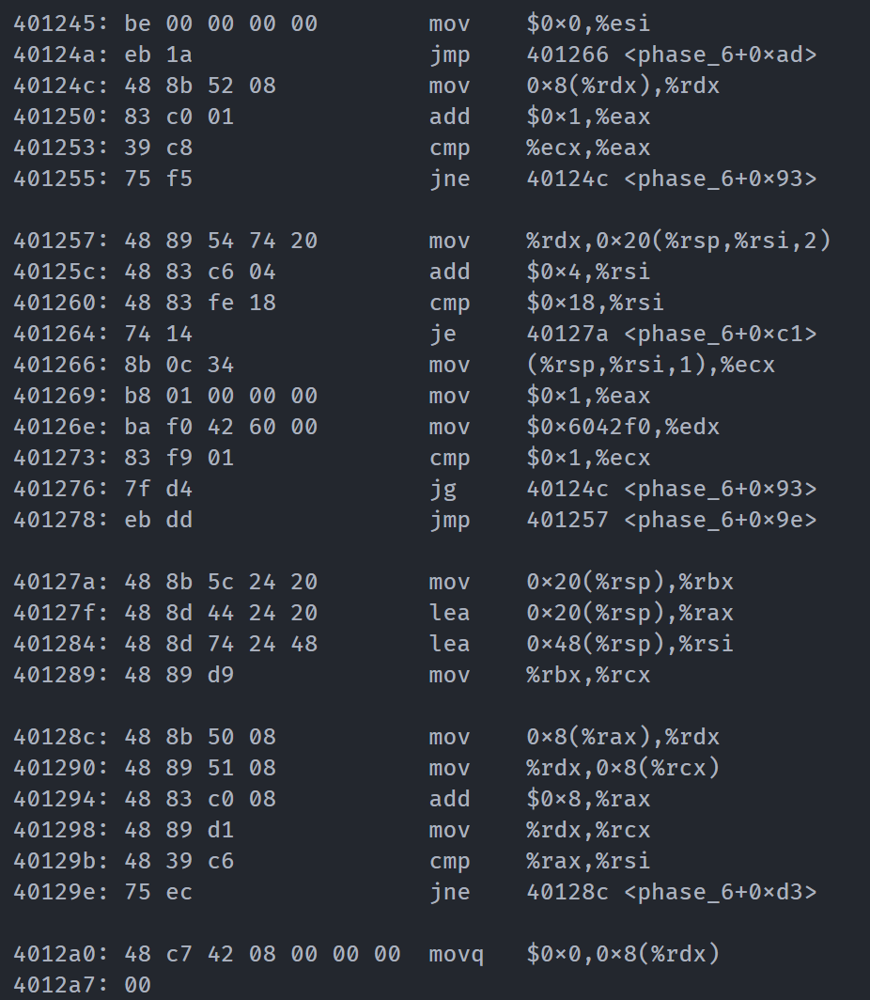 401245: be 00 00 00 00 mov $0×0,%esi
40124a: eb 1a jmp 401266 <phase_6+0×ad>
40124c: 48 8b 52 08 mov 0×8(%rdx),%rdx
401250: 83 c0 01 add $0×1,%eax
401253: 39 c8 cmp %ecx,%eax
401255: 75 f5 jne 40124c <phase_6+0×93>
401257: 48 89 54 74 20 mov %rdx,0×20(%rsp,%rsi,2)
40125c: 48 83 c6 04 add $0×4,%rsi
401260: 48 83 fe 18 cmp $0×18,%rsi
401264: 74 14 je 40127a <phase_6+0×c1>
401266: 8b 0c 34 mov (%rsp,%rsi,1),%ecx
401269: b8 01 00 00 00 mov $0×1,%eax
40126e: ba f0 42 60 00 mov $0×6042f0,%edx
401273: 83 f9 01 cmp $0×1,%ecx
401276: 7f d4 jg 40124c <phase_6+0×93>
401278: eb dd jmp 401257 <phase_6+0×9e>
40127a: 48 8b 5c 24 20 mov 0×20(%rsp),%rbx
40127f: 48 8d 44 24 20 lea 0×20(%rsp),%rax
401284: 48 8d 74 24 48 lea 0×48(%rsp),%rsi
401289: 48 89 d9 mov %rbx,%rcx
40128c: 48 8b 50 08 mov 0×8(%rax),%rdx
401290: 48 89 51 08 mov %rdx,0×8(%rcx)
401294: 48 83 c0 08 add $0×8,%rax
401298: 48 89 d1 mov %rdx,%rcx
40129b: 48 39 c6 cmp %rax,%rsi
40129e: 75 ec jne 40128c <phase_6+0×d3>
4012a0: 48 c7 42 08 00 00 00 movq $0×0,0×8(%rdx)
4012a7: 00